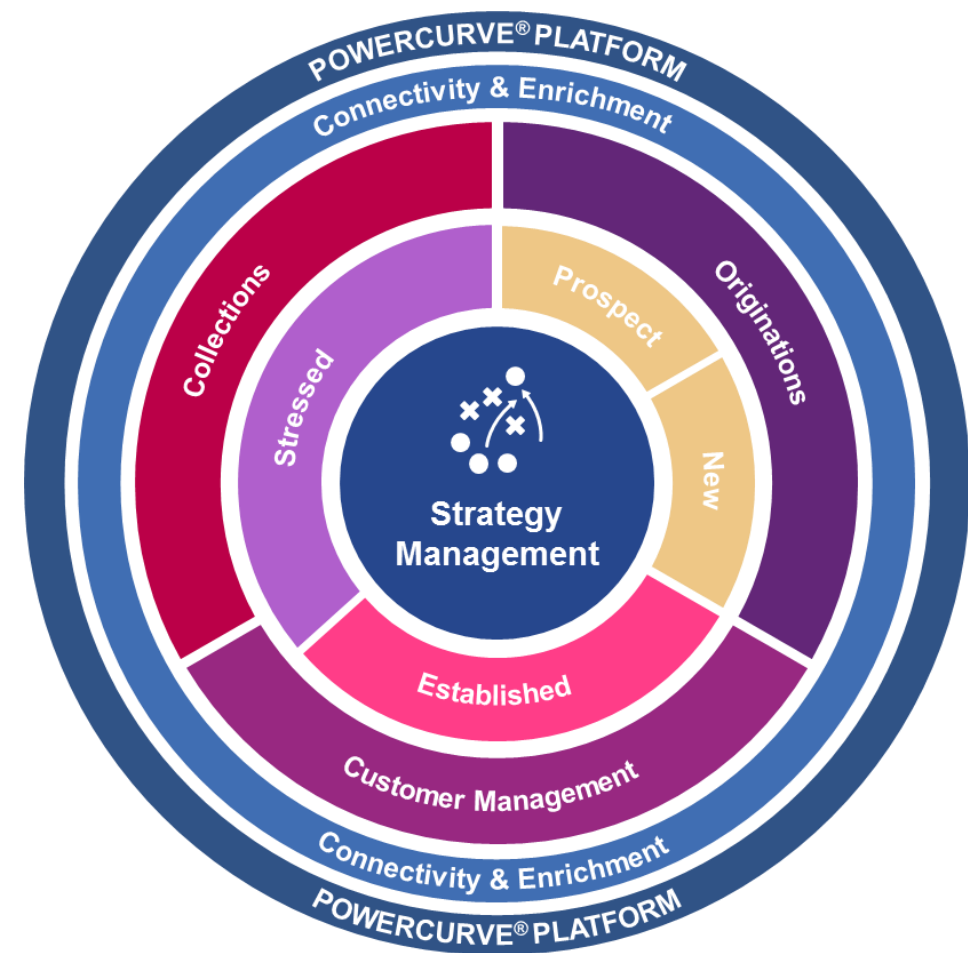 POWERCURVE® PLATFORM
Connectivity & Enrichment
Collections
Originations
Stressed
Prospect
New
Strategy
Management
Established
Customer Management
Connectivity & Enrichment
POWERCURVE® PLATFORM